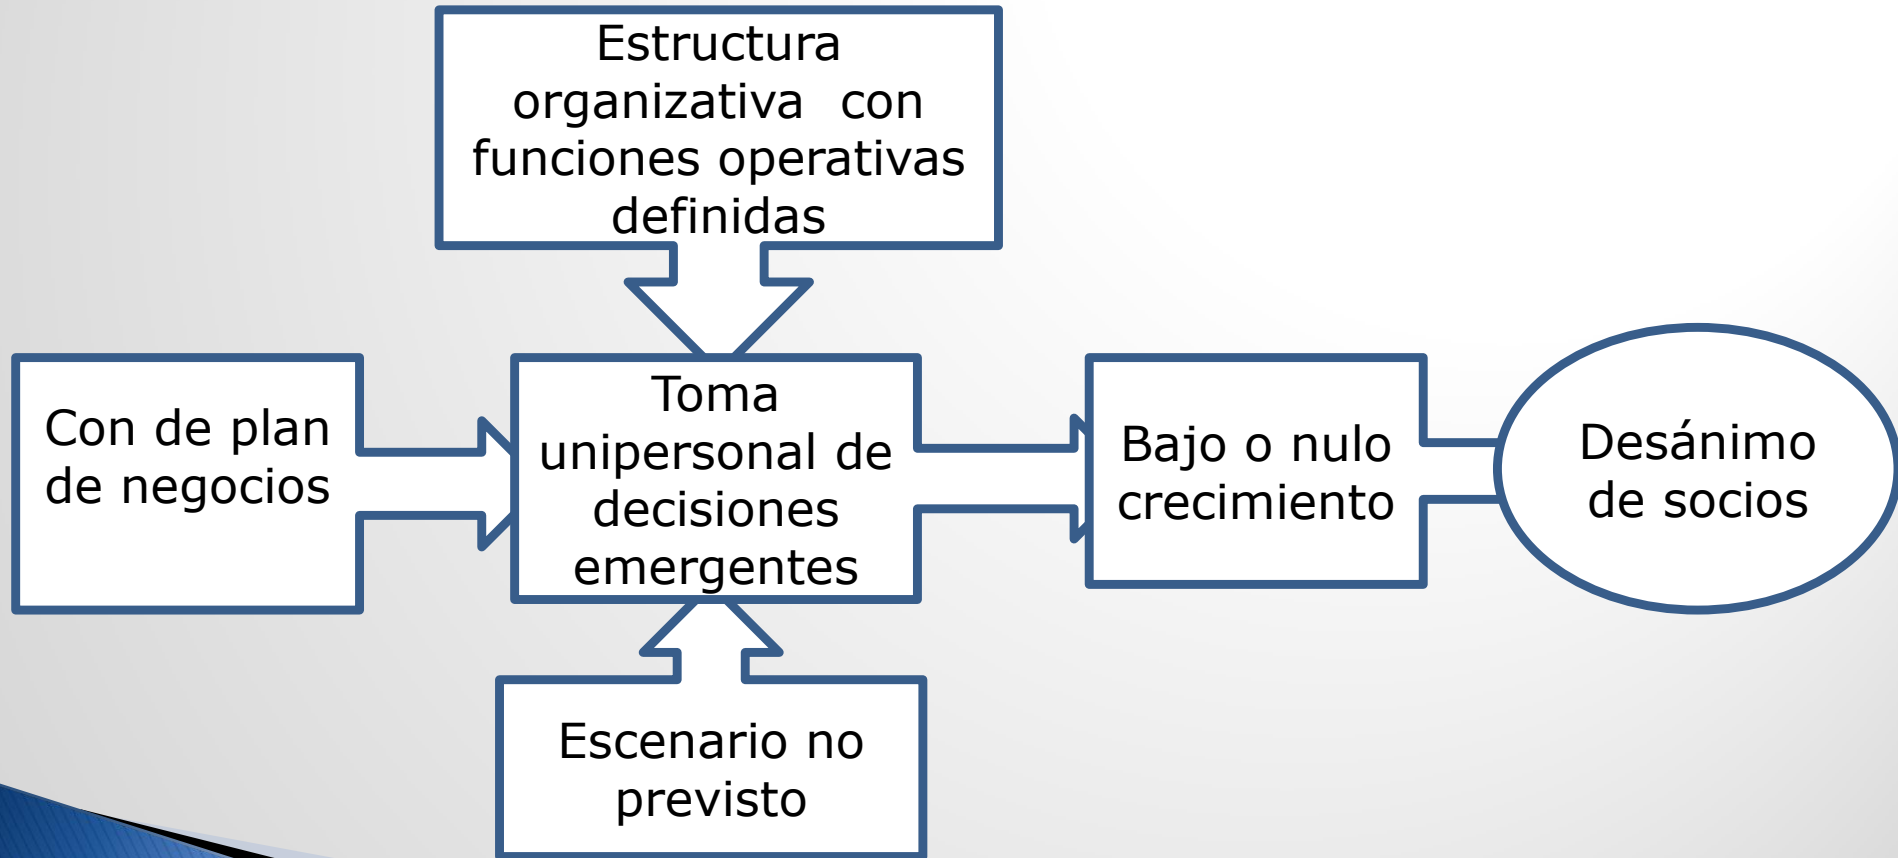 Estructura
organizativa con
funciones operativas
definidas
Con de plan
de negocios
Toma
unipersonal de
decisiones
emergentes
Bajo o nulo
crecimiento
Desánimo
de socios
Escenario no
previsto